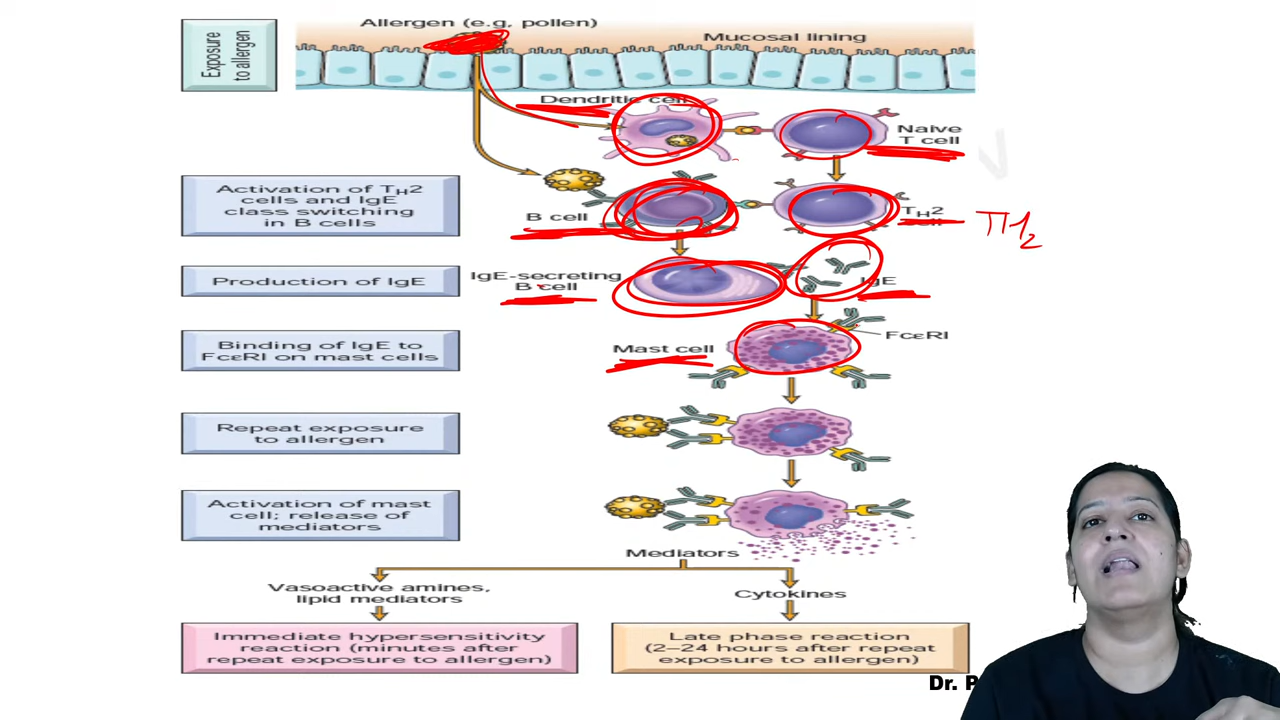 Allergen (e.g, pollen)
Exposure
to allergen
Mucosal lining
Dendritic cell
Naive
T cell
Activation of TH2
cells and IgE
class switching
in B cells
B cell
TH2
cell
Production of IgE
IgE-secreting
B cell
IgE
Binding of IgE to
FcεRI on mast cells
Mast cell
FcεRI
Repeat exposure
to allergen
Activation of mast
cell; release of
mediators
Mediators
Vasoactive amines,
lipid mediators
Cytokines
Immediate hypersensitivity
reaction (minutes after
repeat exposure to allergen)
Late phase reaction
(2–24 hours after repeat
exposure to allergen)
Dr.